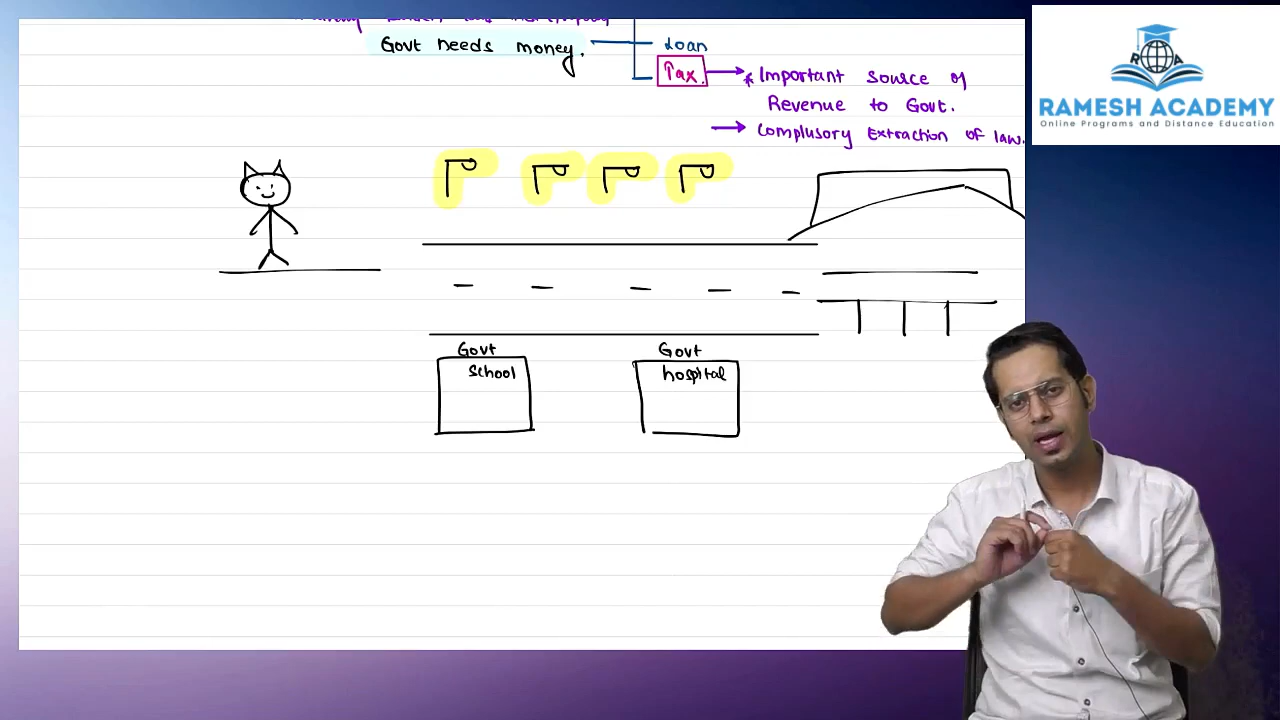 Govt needs money.
Loan
Tax.
* Important source of
Revenue to Govt.
Complusory Extraction of law.
Govt
School
Govt
hospital
R A
RAMESH ACADEMY
Online Programs and Distance Education